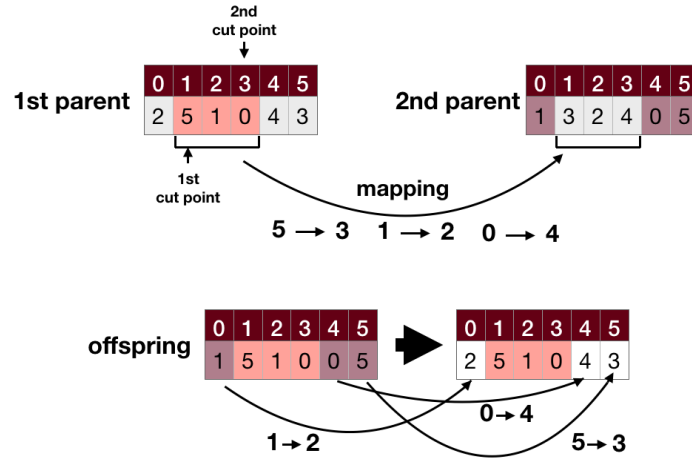 2nd
cut point
0 1 2 3 4 5
1st parent
2 5 1 0 4 3
1st
cut point
0 1 2 3 4 5
2nd parent
1 3 2 4 0 5
mapping
5 → 3 1 → 2 0 → 4
0 1 2 3 4 5
offspring
1 5 1 0 0 5
0 1 2 3 4 5
2 5 1 0 4 3
1 → 2
0 → 4
5 → 3